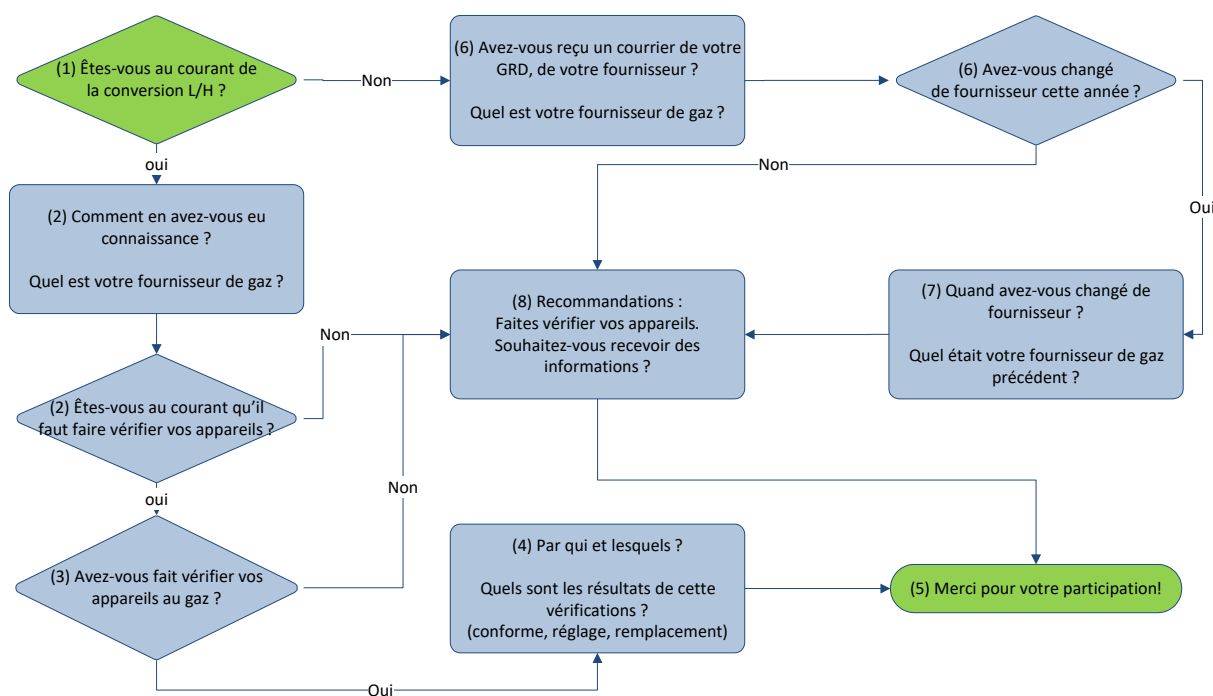 (1) Êtes-vous au courant de
la conversion L/H ?
Non
(6) Avez-vous reçu un courrier de votre
GRD, de votre fournisseur ?
Quel est votre fournisseur de gaz ?
(6) Avez-vous changé
de fournisseur cette année ?
oui
Non
Oui
(2) Comment en avez-vous eu
connaissance ?
Quel est votre fournisseur de gaz ?
(8) Recommandations :
Faites vérifier vos appareils.
Souhaitez-vous recevoir des
informations ?
(7) Quand avez-vous changé de
fournisseur ?
Quel était votre fournisseur de gaz
précédent ?
Non
(2) Êtes-vous au courant qu’il
faut faire vérifier vos appareils ?
Non
oui
(3) Avez-vous fait vérifier vos
appareils au gaz ?
(4) Par qui et lesquels ?
Quels sont les résultats de cette
vérifications ?
(conforme, réglage, remplacement)
(5) Merci pour votre participation!
Oui